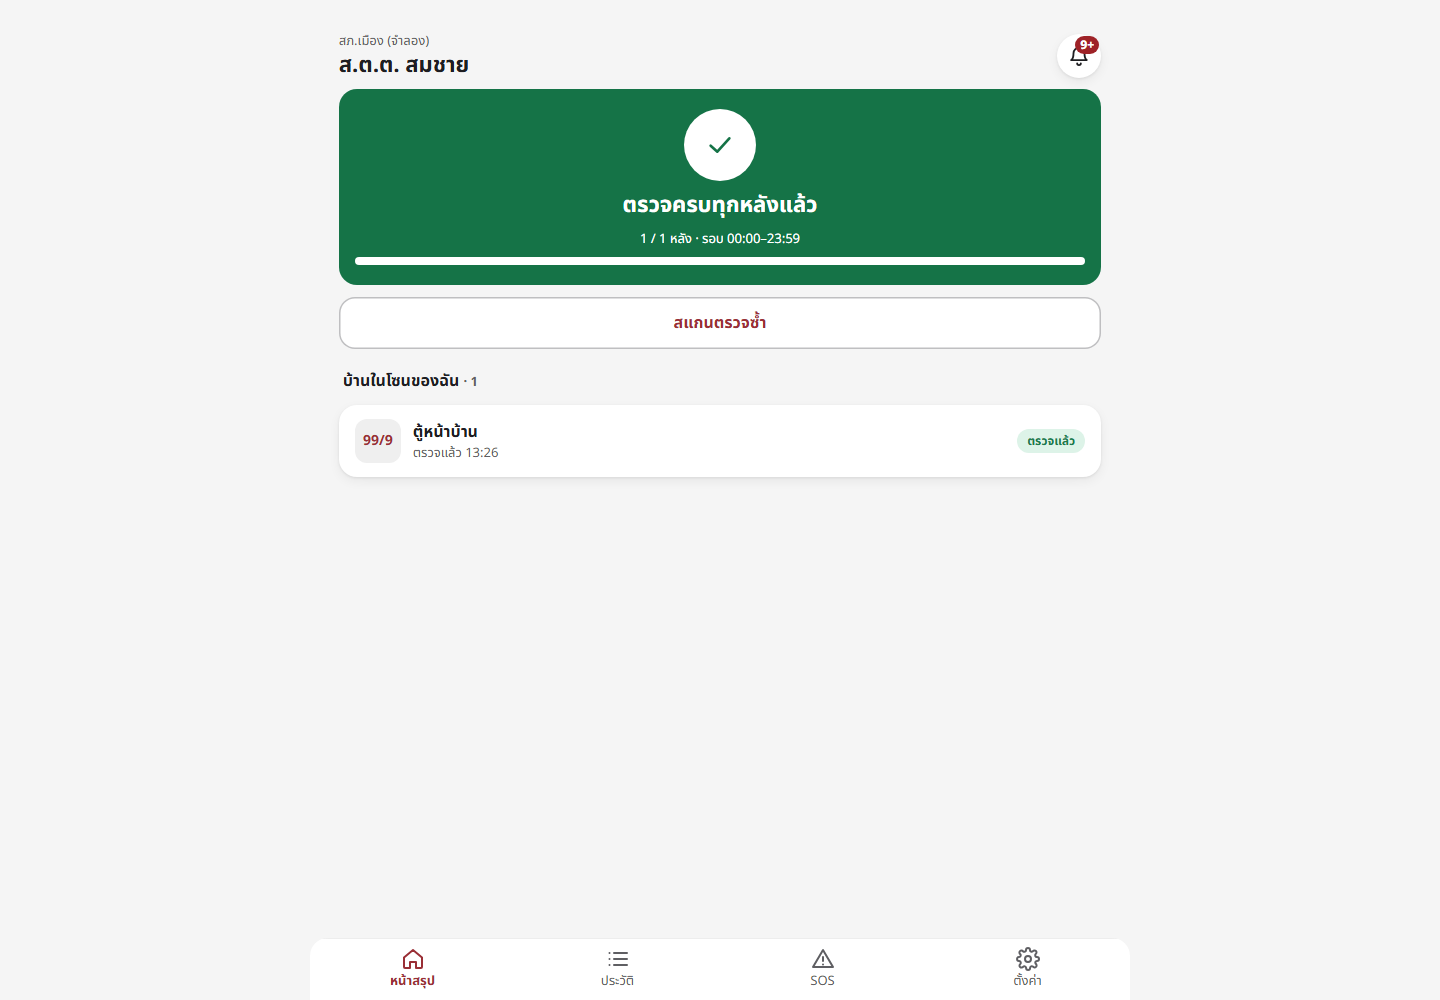 สภ.เมือง (จำลอง)
ส.ต.ต. สมชาย
9+
ตรวจครบทุกหลังแล้ว
1 / 1 หลัง · รอบ 00:00–23:59
สแกนตรวจซ้ำ
บ้านในโซนของฉัน · 1
99/9
ตู้หน้าบ้าน
ตรวจแล้ว 13:26
ตรวจแล้ว
หน้าสรุป
ประวัติ
SOS
ตั้งค่า